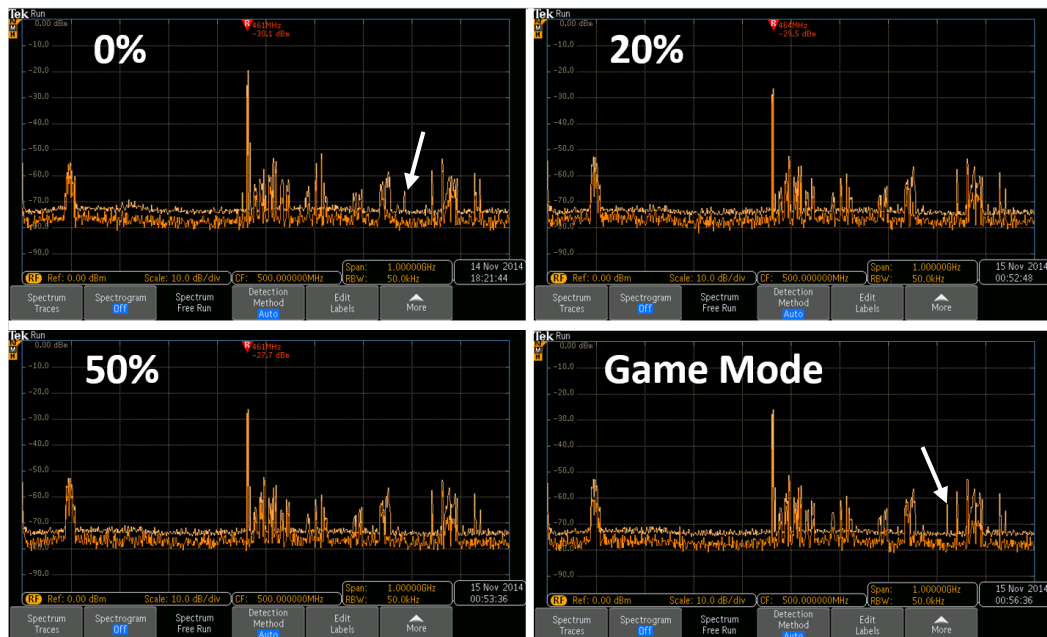 Tek Run
0.00 dBm
0%
461MHz
-30.1 dBm
-10.0
-20.0
-30.0
-40.0
-50.0
-60.0
-70.0
-80.0
-90.0
RF Ref: 0.00 dBm Scale: 10.0 dB/div CF: 500.000000MHz Span: 1.00000GHz RBW: 50.0kHz 14 Nov 2014 18:21:44
Spectrum Traces
Spectrogram Off
Spectrum Free Run
Detection Method Auto
Edit Labels
More
Tek Run
0.00 dBm
20%
464MHz
-29.5 dBm
-10.0
-20.0
-30.0
-40.0
-50.0
-60.0
-70.0
-80.0
-90.0
RF Ref: 0.00 dBm Scale: 10.0 dB/div CF: 500.000000MHz Span: 1.00000GHz RBW: 50.0kHz 15 Nov 2014 00:52:48
Spectrum Traces
Spectrogram Off
Spectrum Free Run
Detection Method Auto
Edit Labels
More
Tek Run
0.00 dBm
50%
461MHz
-27.7 dBm
-10.0
-20.0
-30.0
-40.0
-50.0
-60.0
-70.0
-80.0
-90.0
RF Ref: 0.00 dBm Scale: 10.0 dB/div CF: 500.000000MHz Span: 1.00000GHz RBW: 50.0kHz 15 Nov 2014 00:53:36
Spectrum Traces
Spectrogram Off
Spectrum Free Run
Detection Method Auto
Edit Labels
More
Tek Run
0.00 dBm
Game Mode
-10.0
-20.0
-30.0
-40.0
-50.0
-60.0
-70.0
-80.0
-90.0
RF Ref: 0.00 dBm Scale: 10.0 dB/div CF: 500.000000MHz Span: 1.00000GHz RBW: 50.0kHz 15 Nov 2014 00:56:36
Spectrum Traces
Spectrogram Off
Spectrum Free Run
Detection Method Auto
Edit Labels
More